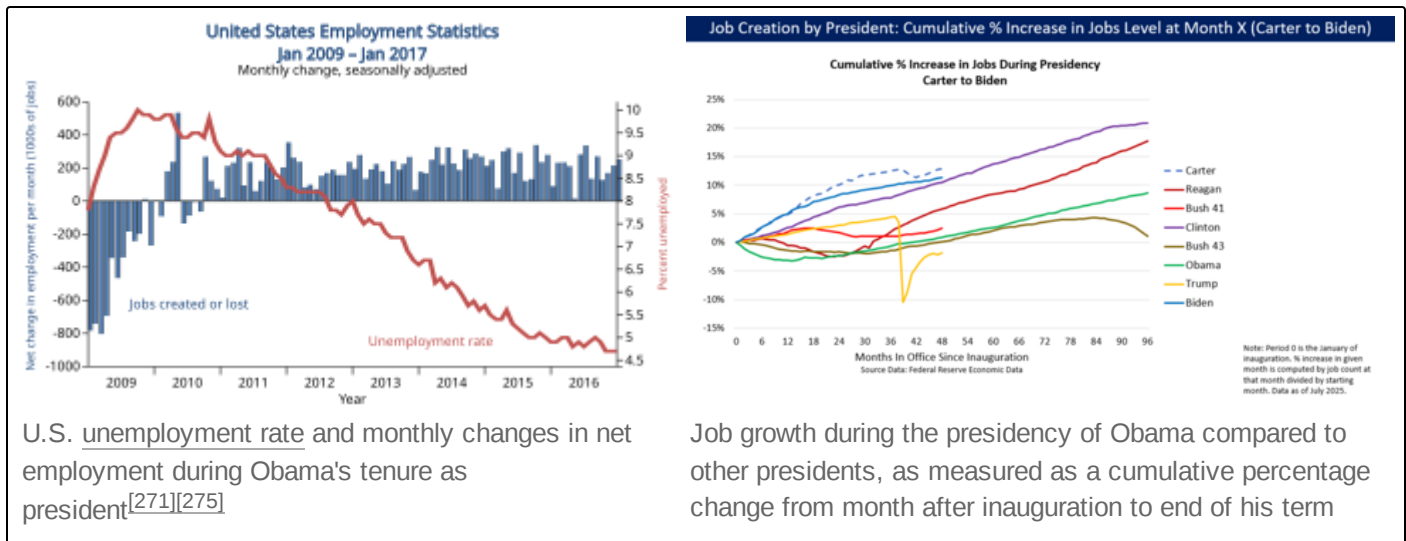 United States Employment Statistics
Jan 2009 – Jan 2017
Monthly change, seasonally adjusted
Net change in employment per month (1000s of jobs)
600
400
200
0
-200
-400
-600
-800
-1000
10
9.5
9
8.5
8
7.5
7
6.5
6
5.5
5
4.5
Percent unemployed
Jobs created or lost
Unemployment rate
2009 2010 2011 2012 2013 2014 2015 2016
Year
U.S. unemployment rate and monthly changes in net
employment during Obama's tenure as
president[271][275]
Job Creation by President: Cumulative % Increase in Jobs Level at Month X (Carter to Biden)
Cumulative % Increase in Jobs During Presidency
Carter to Biden
25%
20%
15%
10%
5%
0%
-5%
-10%
-15%
0 6 12 18 24 30 36 42 48 54 60 66 72 78 84 90 96
Months In Office Since Inauguration
Source Data: Federal Reserve Economic Data
Carter
Reagan
Bush 41
Clinton
Bush 43
Obama
Trump
Biden
Note: Period 0 is the January of
inauguration. % increase in given
month is computed by job count at
that month divided by starting
month. Data as of July 2025.
Job growth during the presidency of Obama compared to
other presidents, as measured as a cumulative percentage
change from month after inauguration to end of his term